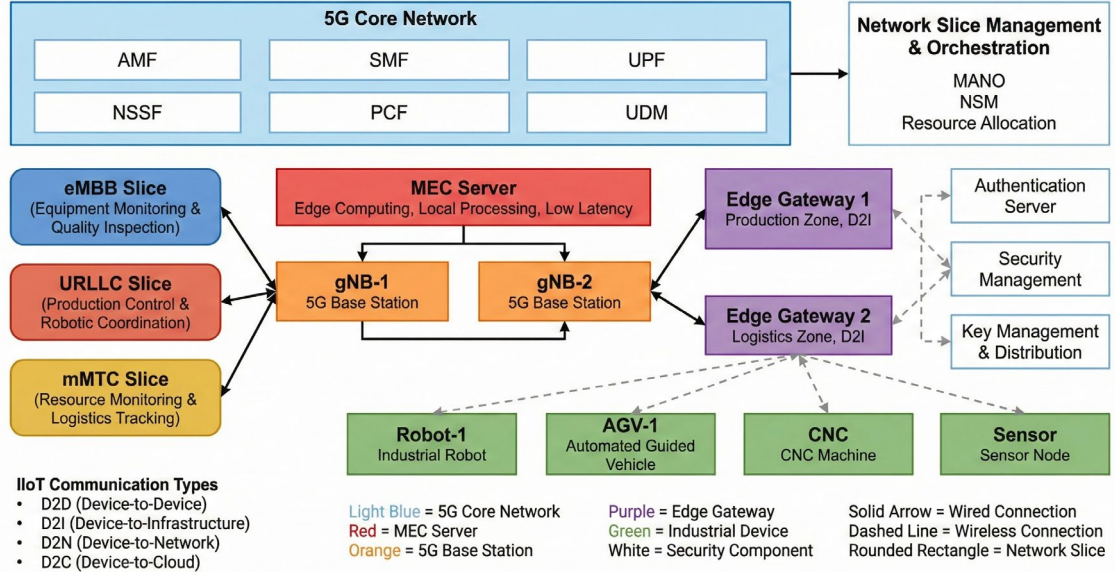 5G Core Network
AMF
SMF
UPF
NSSF
PCF
UDM
Network Slice Management
& Orchestration
MANO
NSM
Resource Allocation
eMBB Slice
(Equipment Monitoring &
Quality Inspection)
URLLC Slice
(Production Control &
Robotic Coordination)
mMTC Slice
(Resource Monitoring &
Logistics Tracking)
MEC Server
Edge Computing, Local Processing, Low Latency
gNB-1
5G Base Station
gNB-2
5G Base Station
Edge Gateway 1
Production Zone, D2I
Edge Gateway 2
Logistics Zone, D2I
Authentication
Server
Security
Management
Key Management
& Distribution
Robot-1
Industrial Robot
AGV-1
Automated Guided
Vehicle
CNC
CNC Machine
Sensor
Sensor Node
IIoT Communication Types
• D2D (Device-to-Device)
• D2I (Device-to-Infrastructure)
• D2N (Device-to-Network)
• D2C (Device-to-Cloud)
Light Blue = 5G Core Network
Red = MEC Server
Orange = 5G Base Station
Purple = Edge Gateway
Green = Industrial Device
White = Security Component
Solid Arrow = Wired Connection
Dashed Line = Wireless Connection
Rounded Rectangle = Network Slice